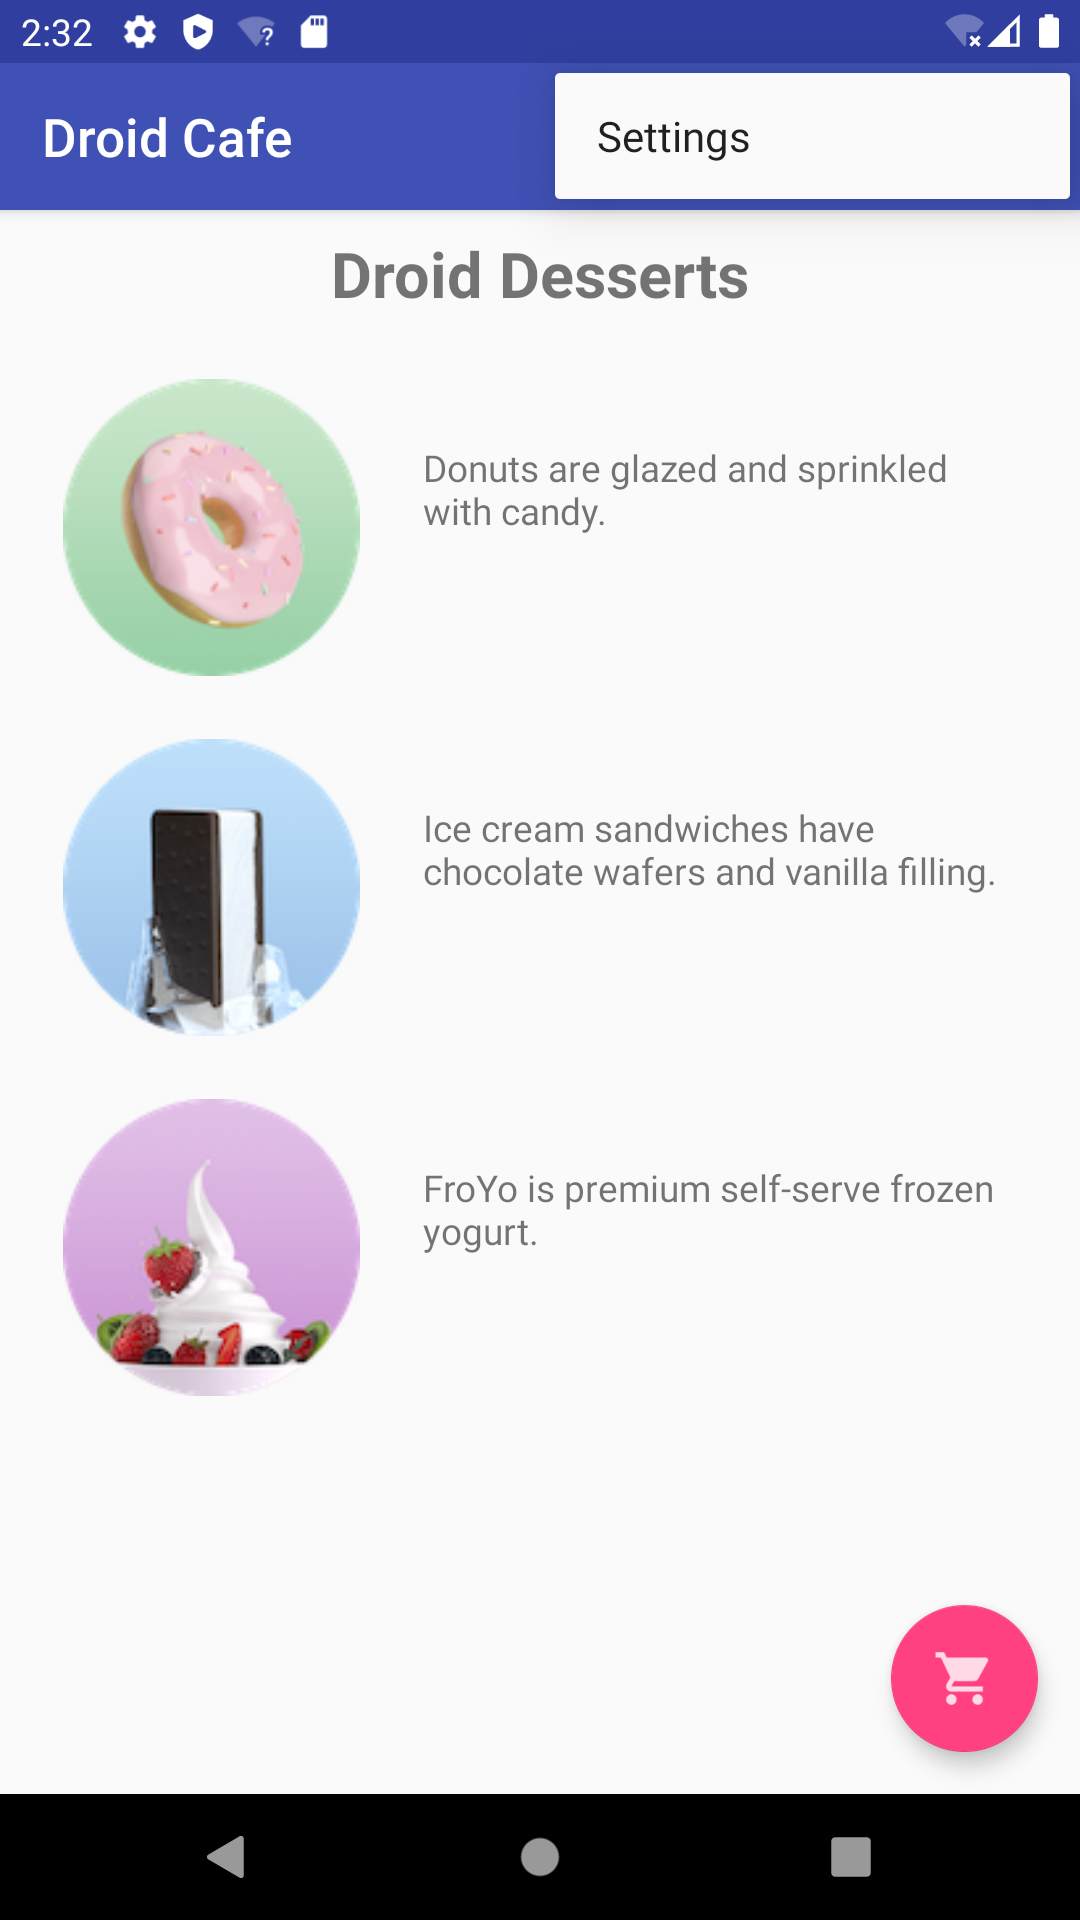 2:32
Droid Cafe
Settings
Droid Desserts
Donuts are glazed and sprinkled
with candy.
Ice cream sandwiches have
chocolate wafers and vanilla filling.
FroYo is premium self-serve frozen
yogurt.